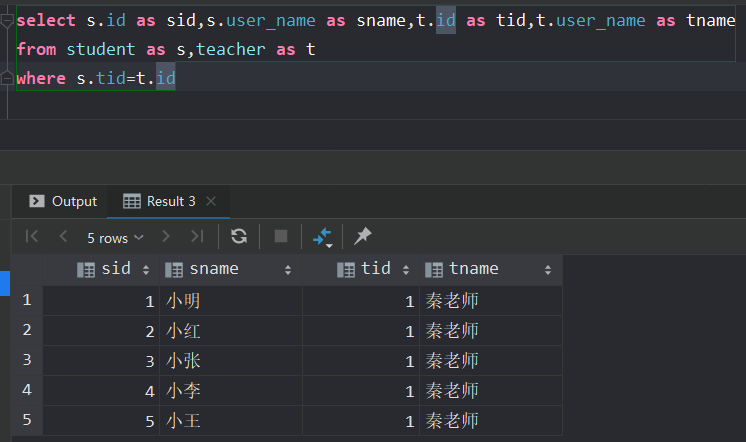 select s.id as sid,s.user_name as sname,t.id as tid,t.user_name as tname
from student as s,teacher as t
where s.tid=t.id
Output Result 3
5 rows
sid sname tid tname
1 1 小明 1 秦老师
2 2 小红 1 秦老师
3 3 小张 1 秦老师
4 4 小李 1 秦老师
5 5 小王 1 秦老师